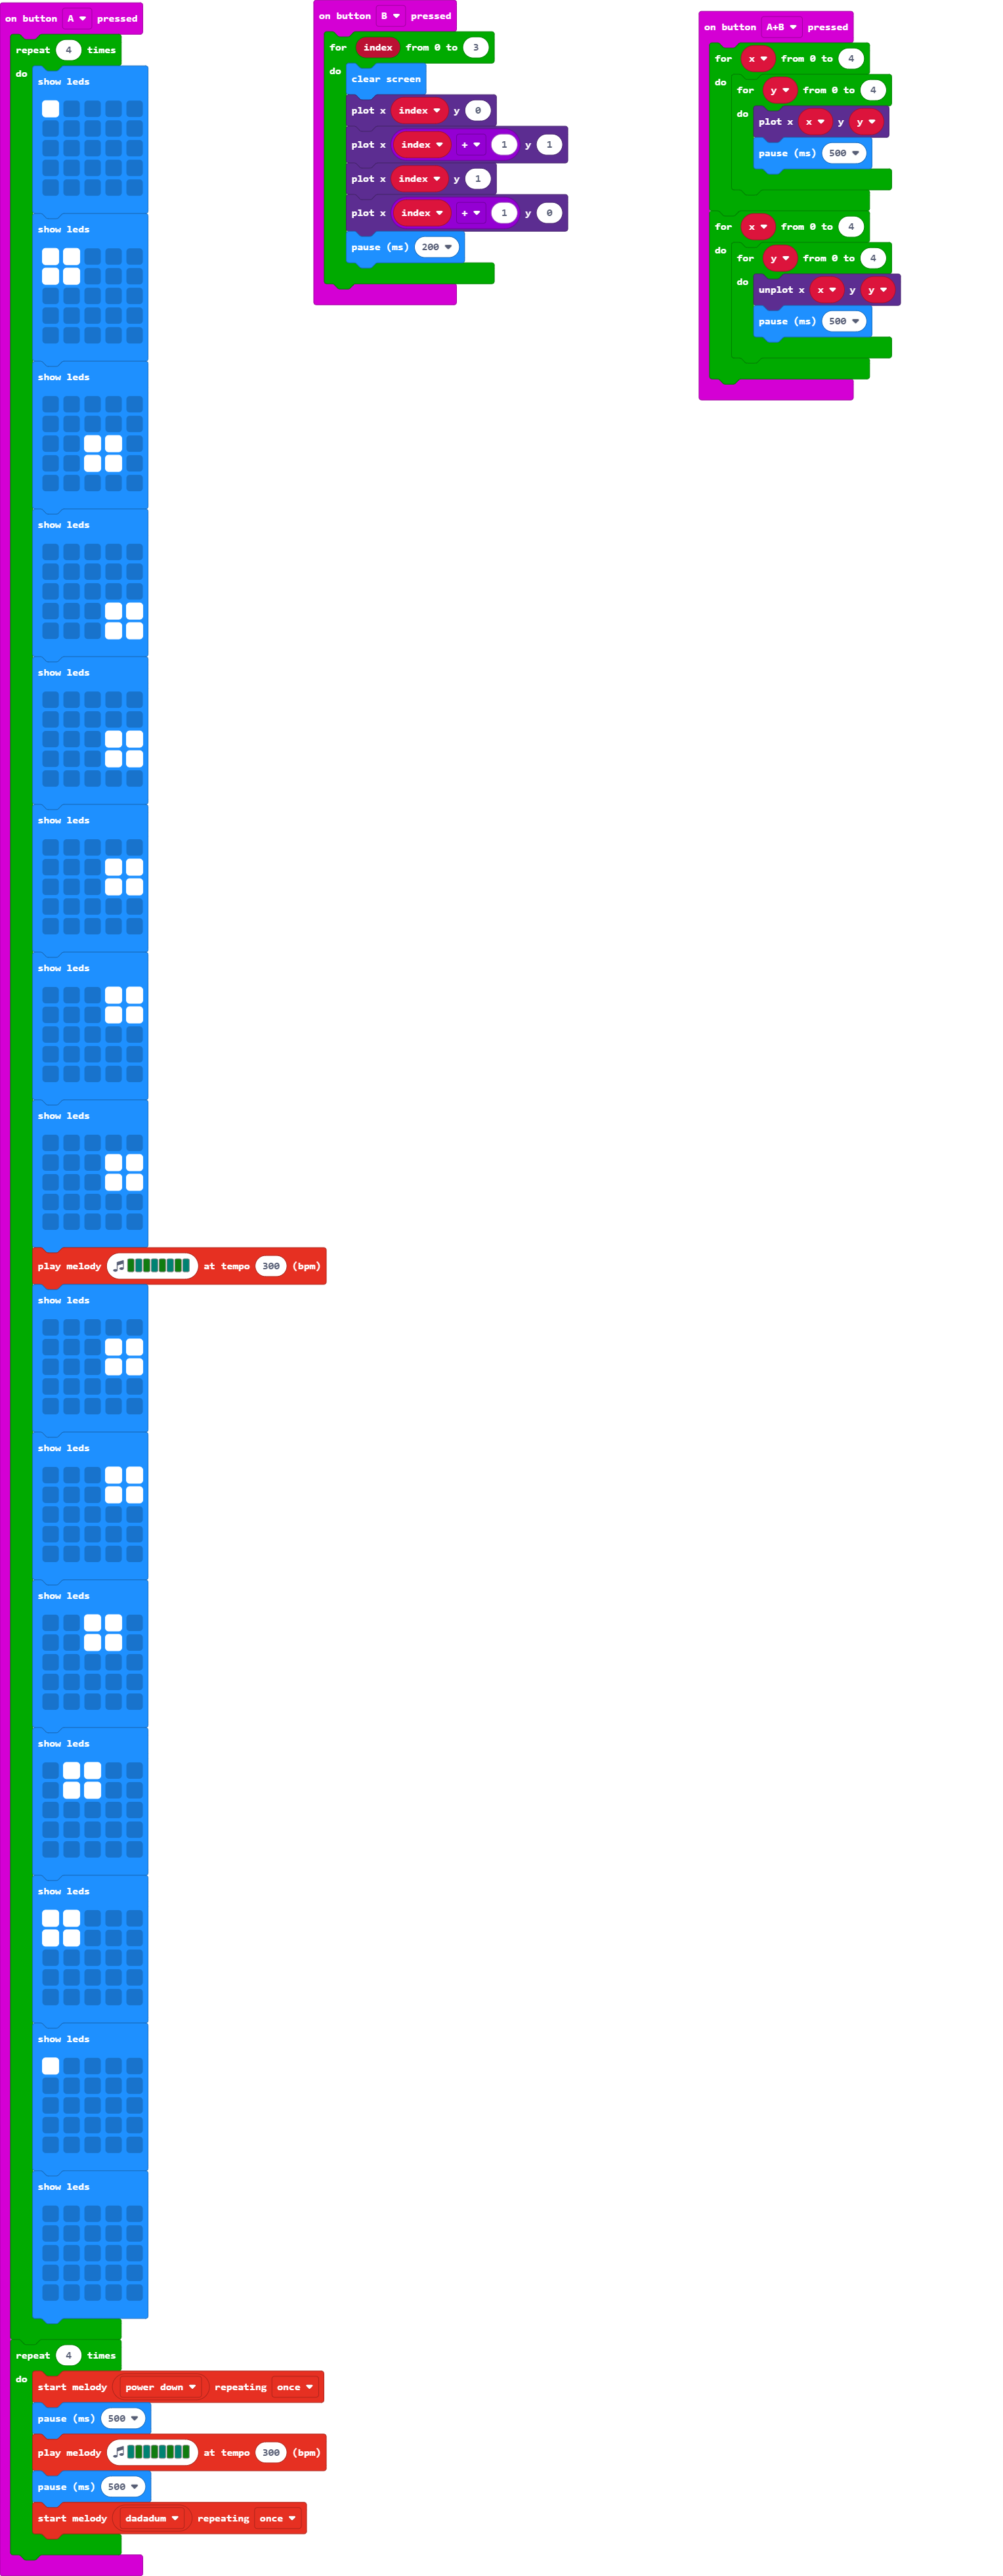 on button A pressed
repeat 4 times
do
show leds
show leds
show leds
show leds
show leds
show leds
show leds
show leds
play melody at tempo 300 (bpm)
show leds
show leds
show leds
show leds
show leds
show leds
show leds
repeat 4 times
do
start melody power down repeating once
pause (ms) 500
play melody at tempo 300 (bpm)
pause (ms) 500
start melody dadadum repeating once
on button B pressed
for index from 0 to 3
do
clear screen
plot x index y 0
plot x index + 1 y 1
plot x index y 1
plot x index + 1 y 0
pause (ms) 200
on button A+B pressed
for x from 0 to 4
do
for y from 0 to 4
do
plot x x y y
pause (ms) 500
for x from 0 to 4
do
for y from 0 to 4
do
unplot x x y y
pause (ms) 500